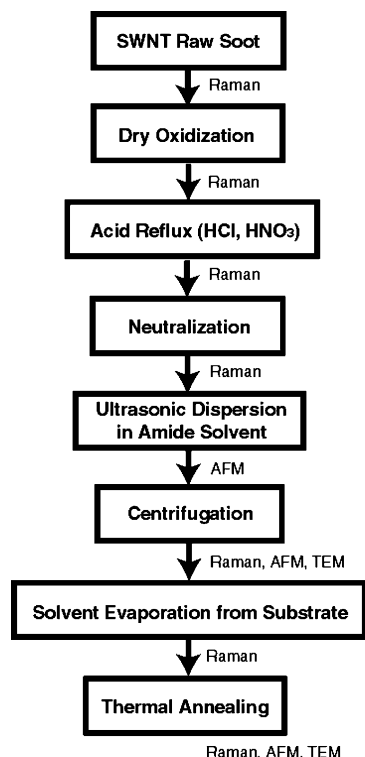 SWNT Raw Soot
Raman
Dry Oxidization
Raman
Acid Reflux (HCl, HNO3)
Raman
Neutralization
Raman
Ultrasonic Dispersion
in Amide Solvent
AFM
Centrifugation
Raman, AFM, TEM
Solvent Evaporation from Substrate
Raman
Thermal Annealing
Raman, AFM, TEM